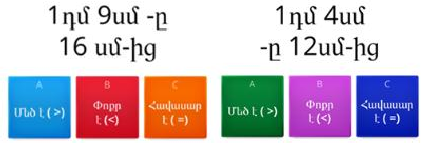 1դմ 9սմ -ը
16 սմ-ից
A
Մեծ է ( >)
B
Փոքր
է (<)
C
Հավասար
է ( =)
1դմ 4սմ
-ը 12սմ-ից
A
Մեծ է ( >)
B
Փոքր
է (<)
C
Հավասար
է ( =)